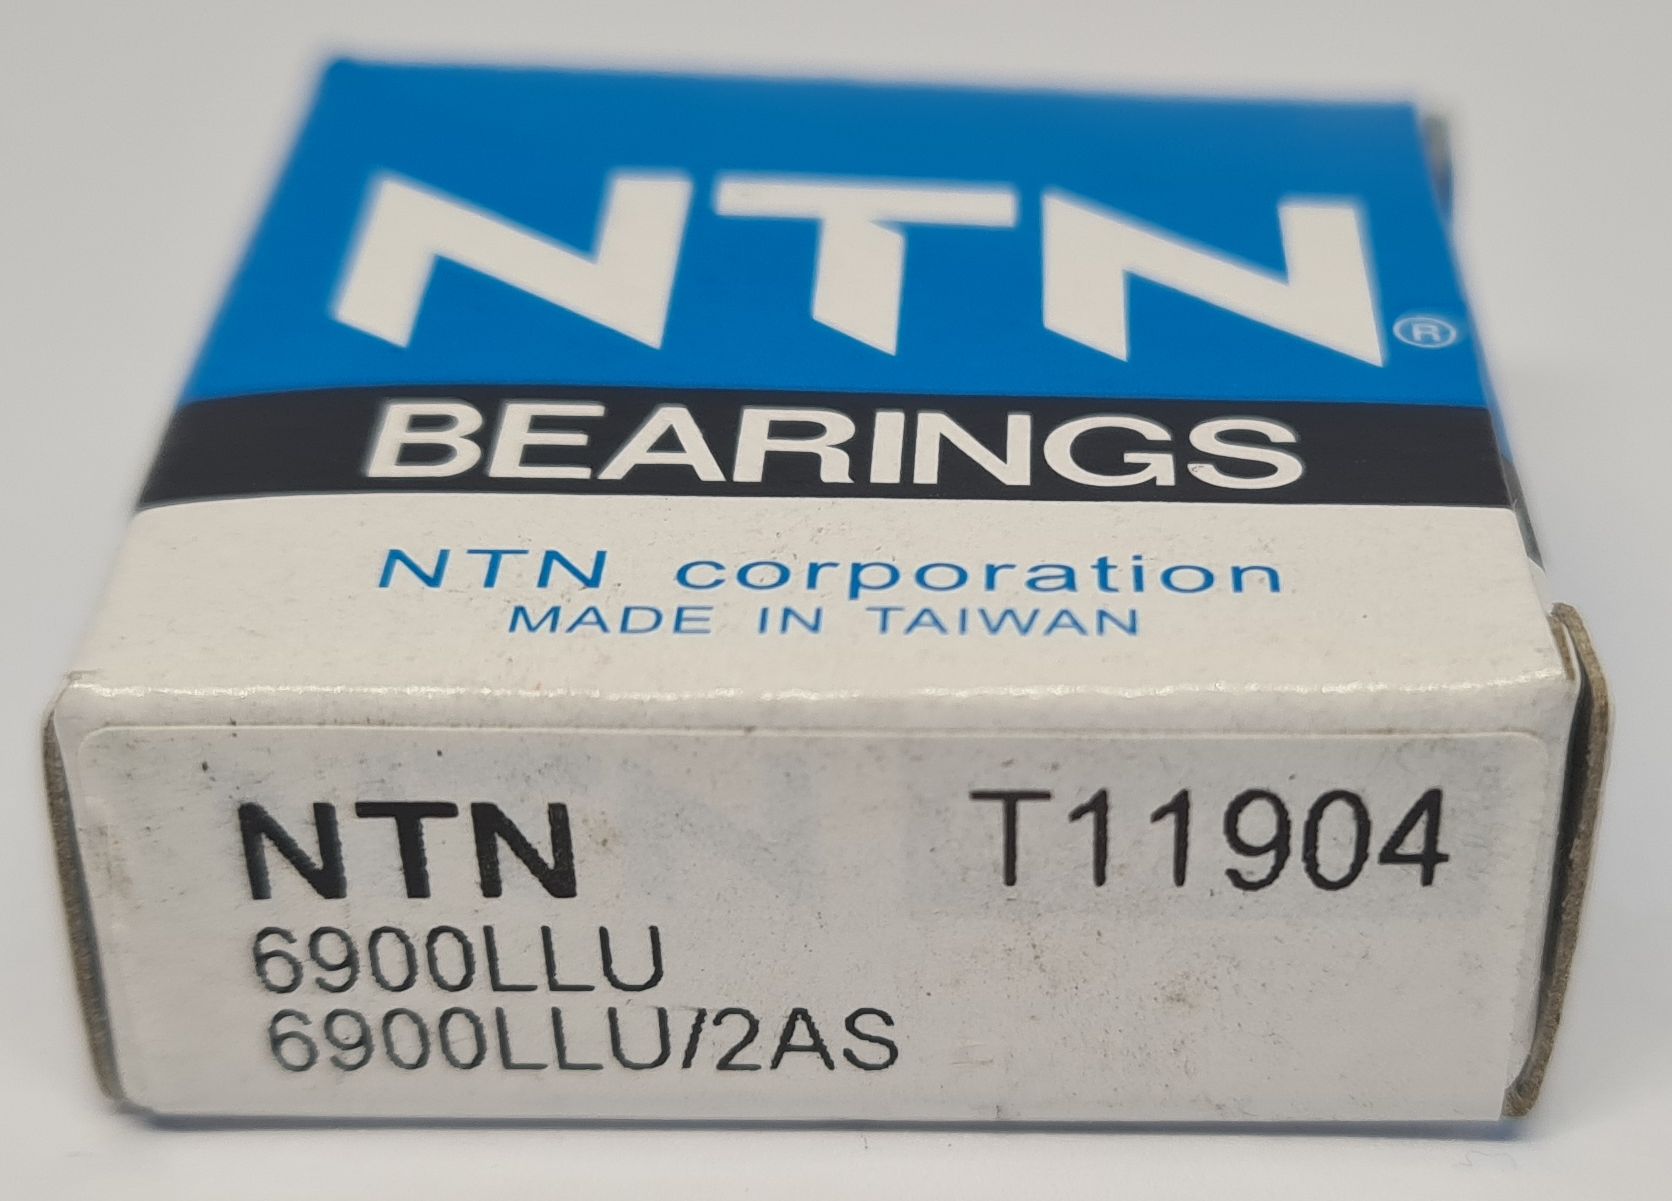 NTN®
BEARINGS
NTN corporation
MADE IN TAIWAN
NTN T11904
6900LLU
6900LLU/2AS